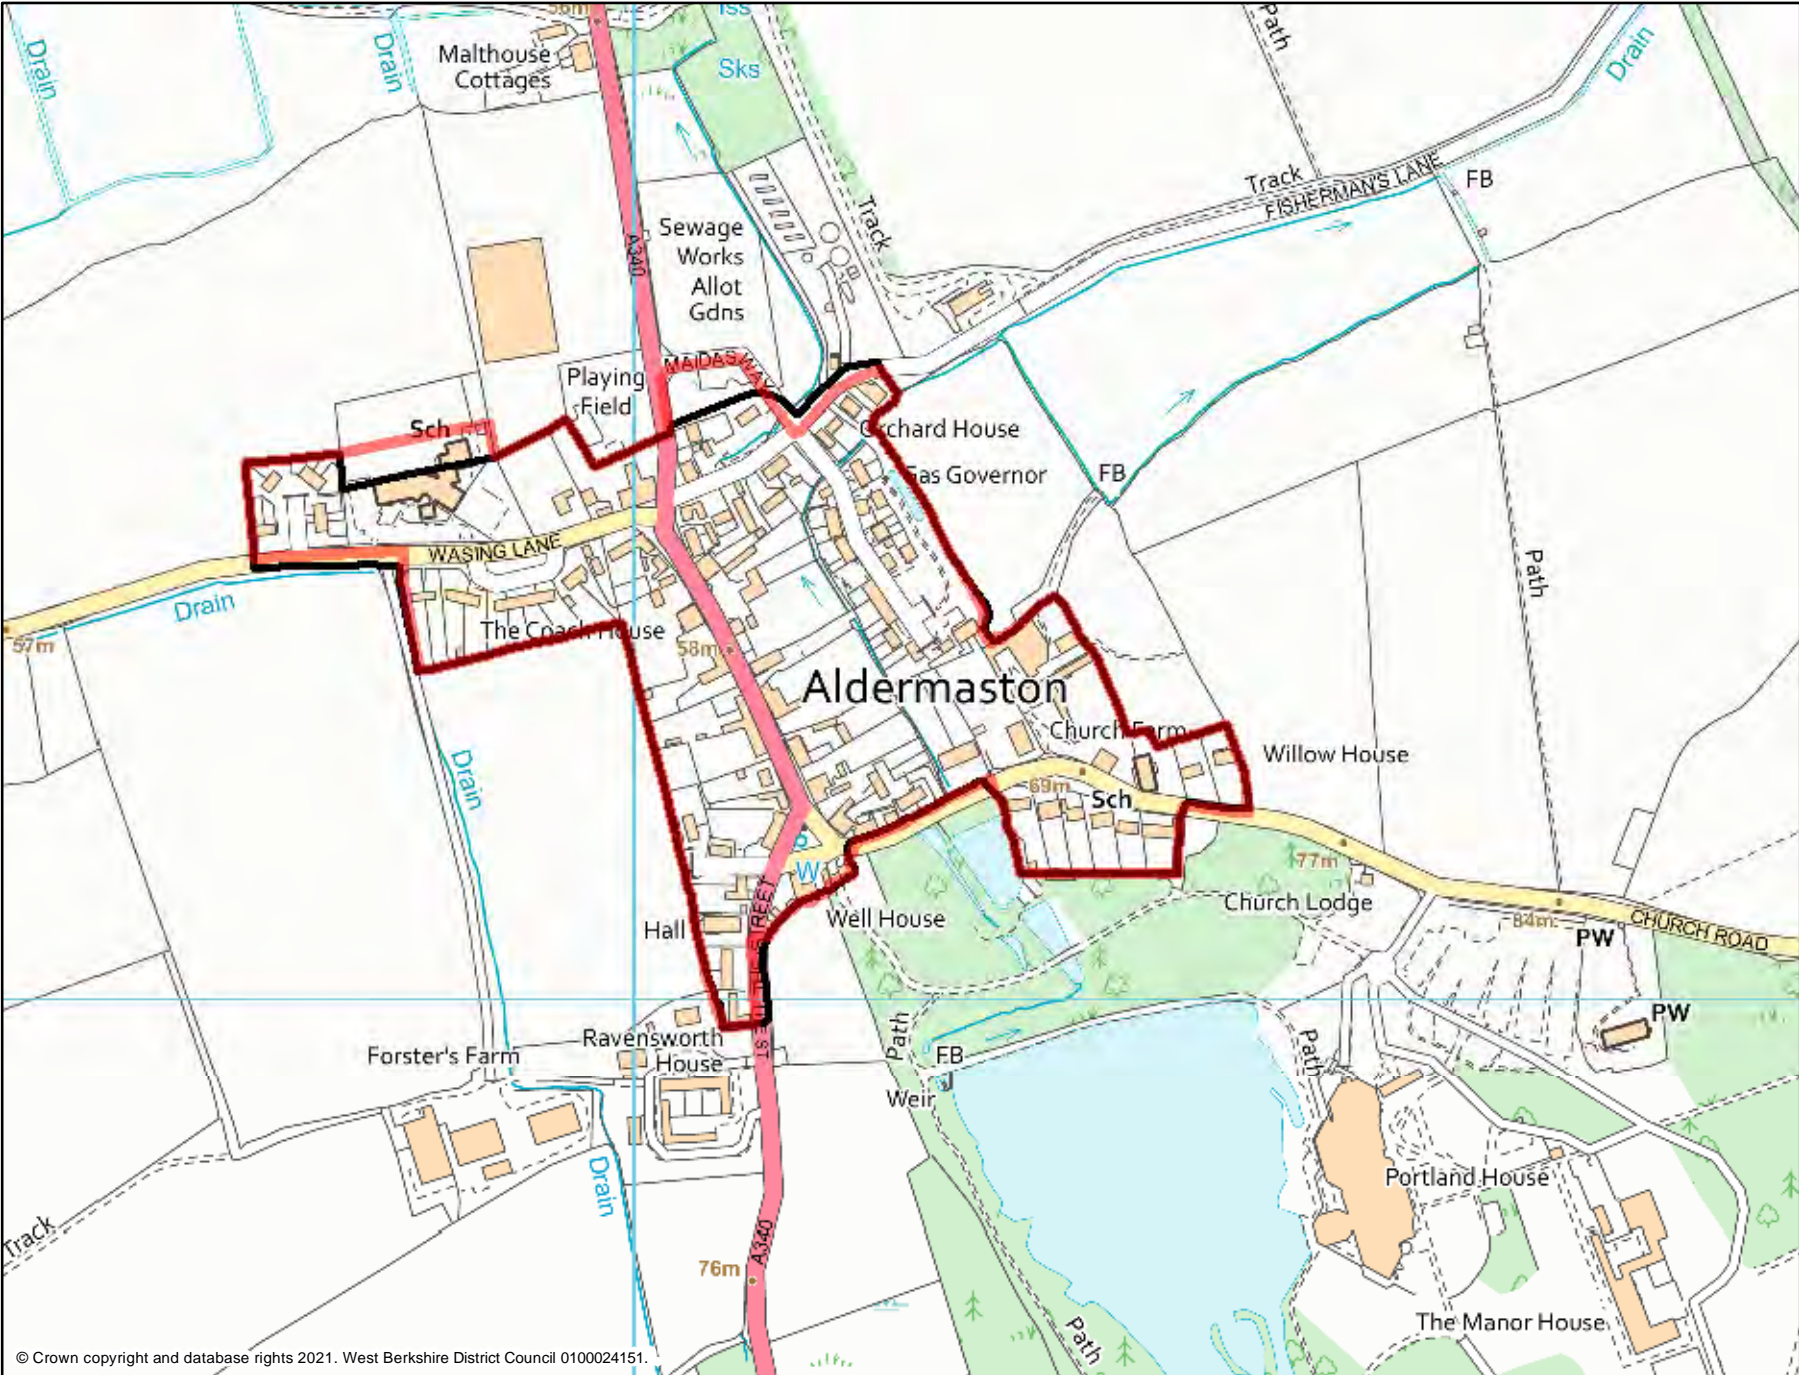 56m
Iss
Sks
Drain
Drain
Malthouse
Cottages
Path
Drain
Track
FISHERMAN'S LANE
FB
Track
A340
Sewage
Works
Allot
Gdns
MAIDAS WAY
Playing
Field
Sch
Orchard House
Gas Governor
FB
WASING LANE
Drain
57m
The Coach House
58m
Path
Aldermaston
Church Farm
Willow House
Drain
69m
Sch
W
77m
Church Lodge
Well House
Hall
84m
CHURCH ROAD
PW
PW
THE STREET
Ravensworth
House
Forster's Farm
Path
FB
Weir
Path
Drain
Portland House
Track
A340
76m
Path
The Manor House
© Crown copyright and database rights 2021. West Berkshire District Council 0100024151.